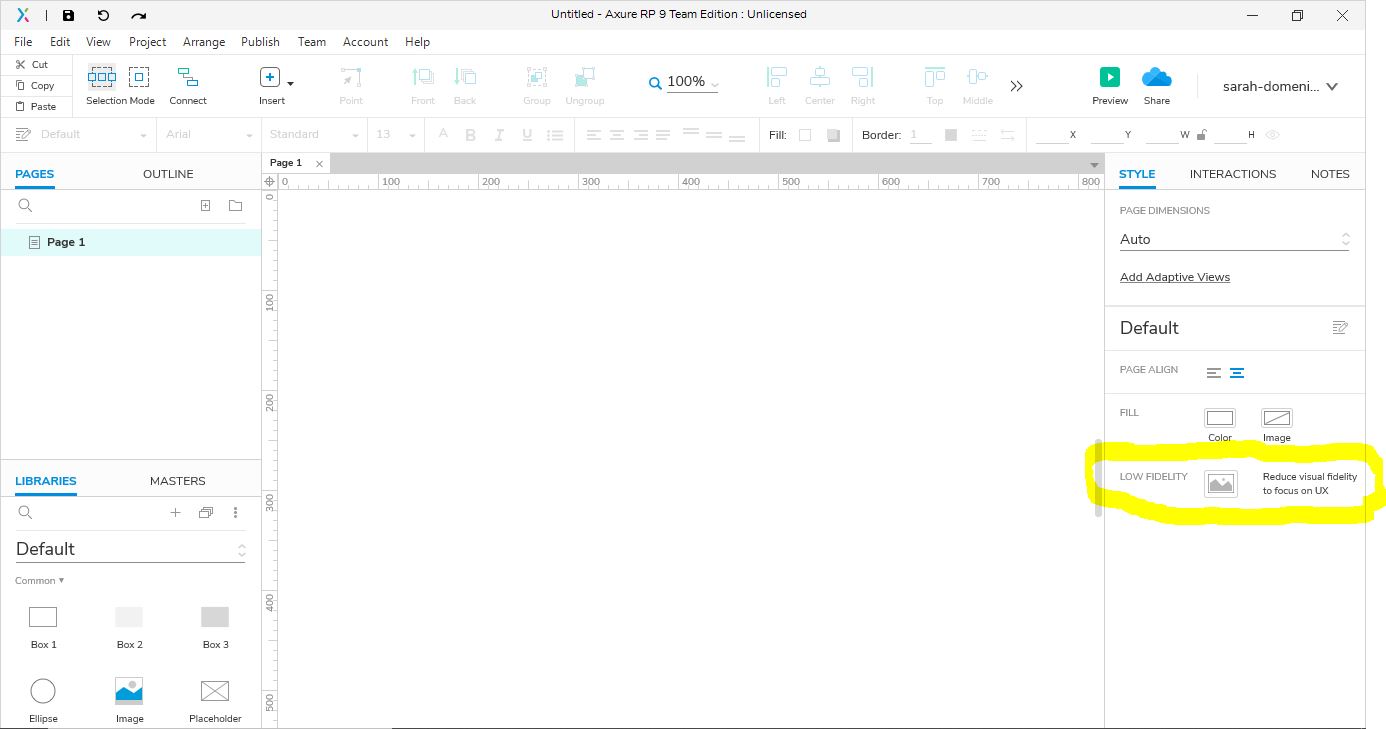 Untitled - Axure RP 9 Team Edition : Unlicensed
File Edit View Project Arrange Publish Team Account Help
Cut
Copy
Paste
Selection Mode Connect Insert Point Front Back Group Ungroup 100% Left Center Right Top Middle Preview Share sarah-domeni...
Default Arial Standard 13 A B I U Fill: Border: 1 X Y W H
PAGES OUTLINE
Page 1
Page 1
0 100 200 300 400 500 600 700 800
0
100
200
300
400
500
LIBRARIES MASTERS
Default
Common
Box 1 Box 2 Box 3
Ellipse Image Placeholder
STYLE INTERACTIONS NOTES
PAGE DIMENSIONS
Auto
Add Adaptive Views
Default
PAGE ALIGN
FILL
Color Image
LOW FIDELITY
Reduce visual fidelity
to focus on UX